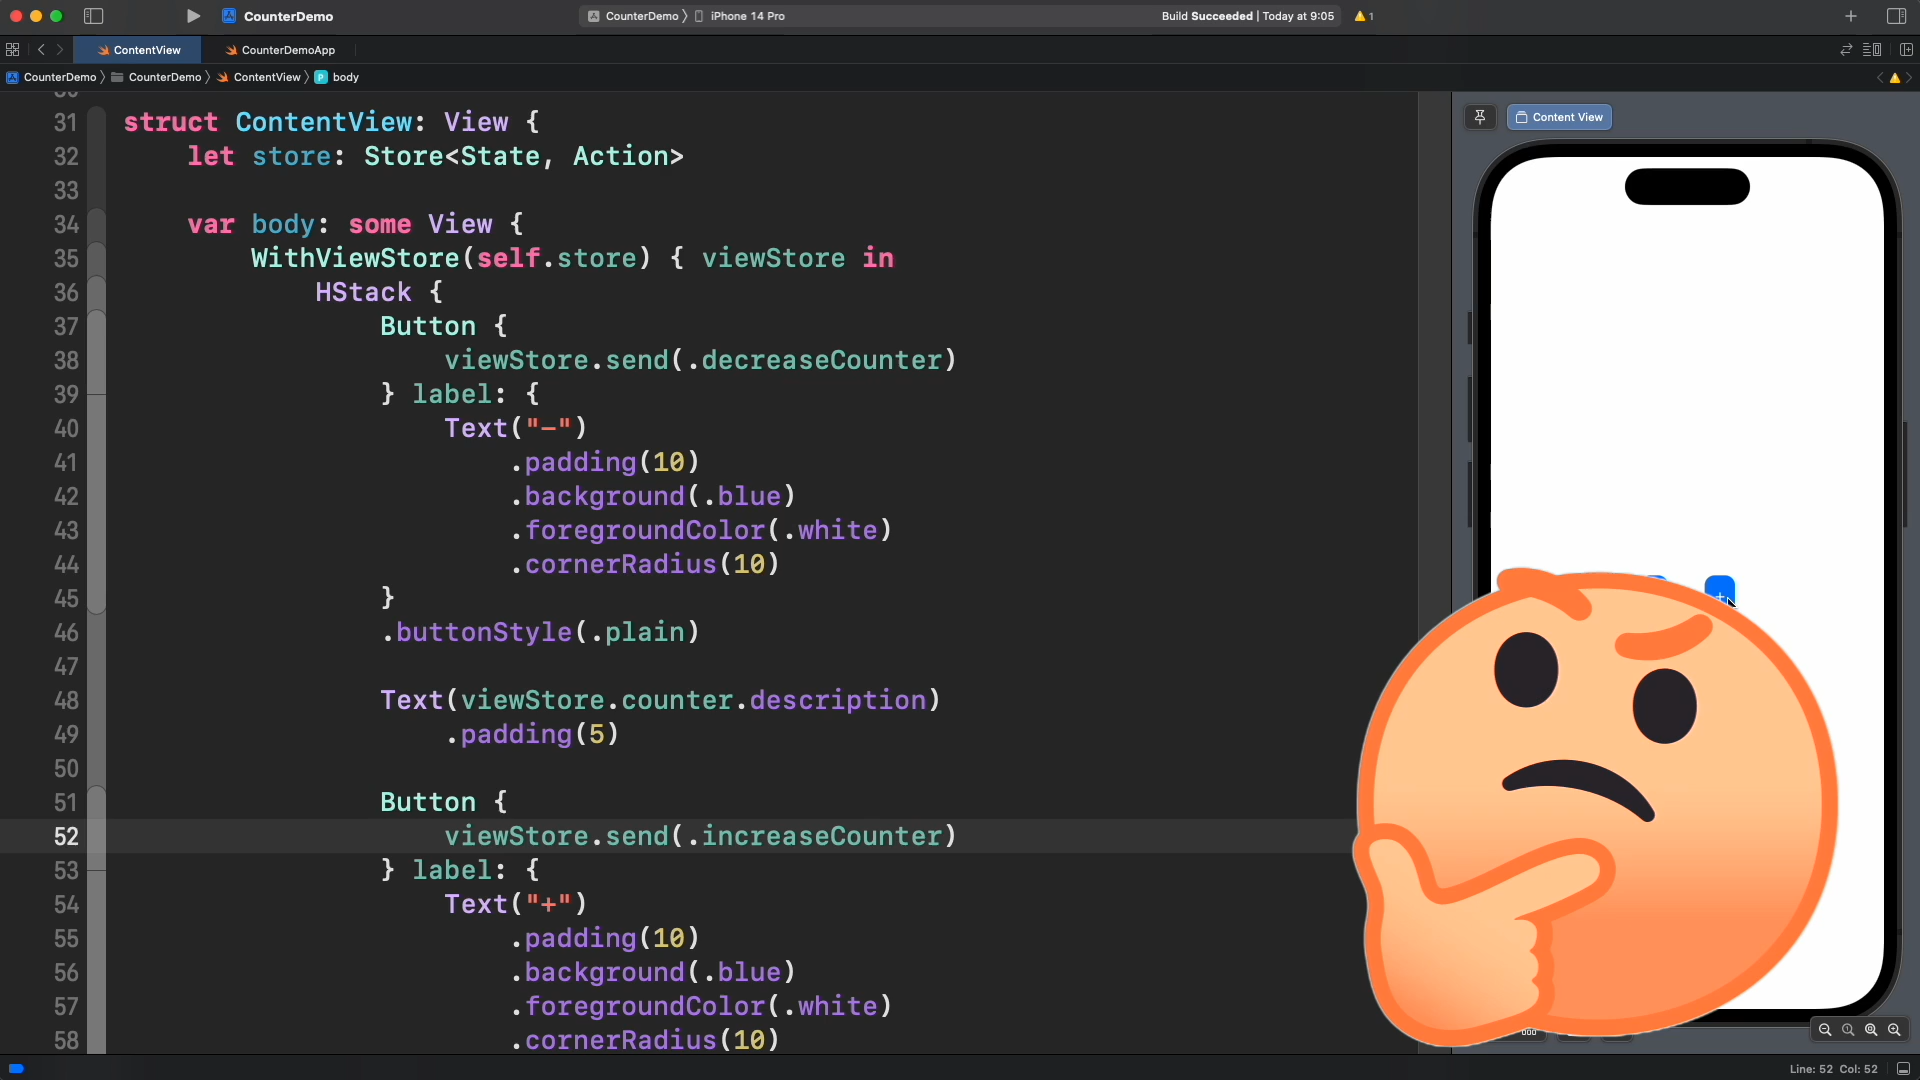 CounterDemo
CounterDemo 〉 iPhone 14 Pro
Build Succeeded | Today at 9:05
1
ContentView
CounterDemoApp
CounterDemo 〉 CounterDemo 〉 ContentView 〉 P body
31 struct ContentView: View {
32 let store: Store<State, Action>
33
34 var body: some View {
35 WithViewStore(self.store) { viewStore in
36 HStack {
37 Button {
38 viewStore.send(.decreaseCounter)
39 } label: {
40 Text("−")
41 .padding(10)
42 .background(.blue)
43 .foregroundColor(.white)
44 .cornerRadius(10)
45 }
46 .buttonStyle(.plain)
47
48 Text(viewStore.counter.description)
49 .padding(5)
50
51 Button {
52 viewStore.send(.increaseCounter)
53 } label: {
54 Text("+")
55 .padding(10)
56 .background(.blue)
57 .foregroundColor(.white)
58 .cornerRadius(10)
Content View
+
Line: 52 Col: 52